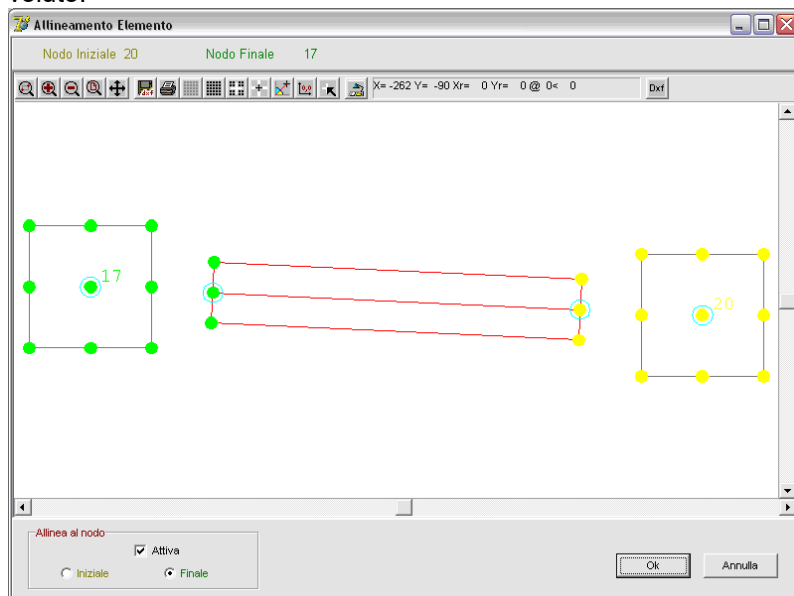 Allineamento Elemento
Nodo Iniziale 20 Nodo Finale 17
X= -262 Y= -90 Xr= 0 Yr= 0 @ 0< 0 Dxf
17
20
Allinea al nodo
Attiva
Iniziale Finale
Ok Annulla